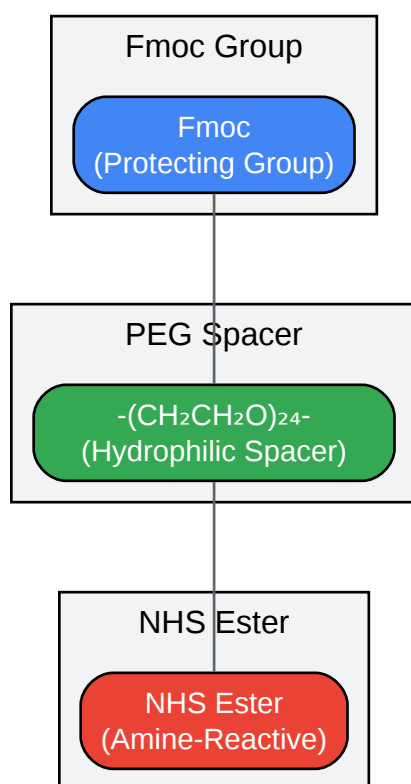 Fmoc Group
Fmoc
(Protecting Group)
PEG Spacer
-(CH₂CH₂O)₂₄-
(Hydrophilic Spacer)
NHS Ester
NHS Ester
(Amine-Reactive)